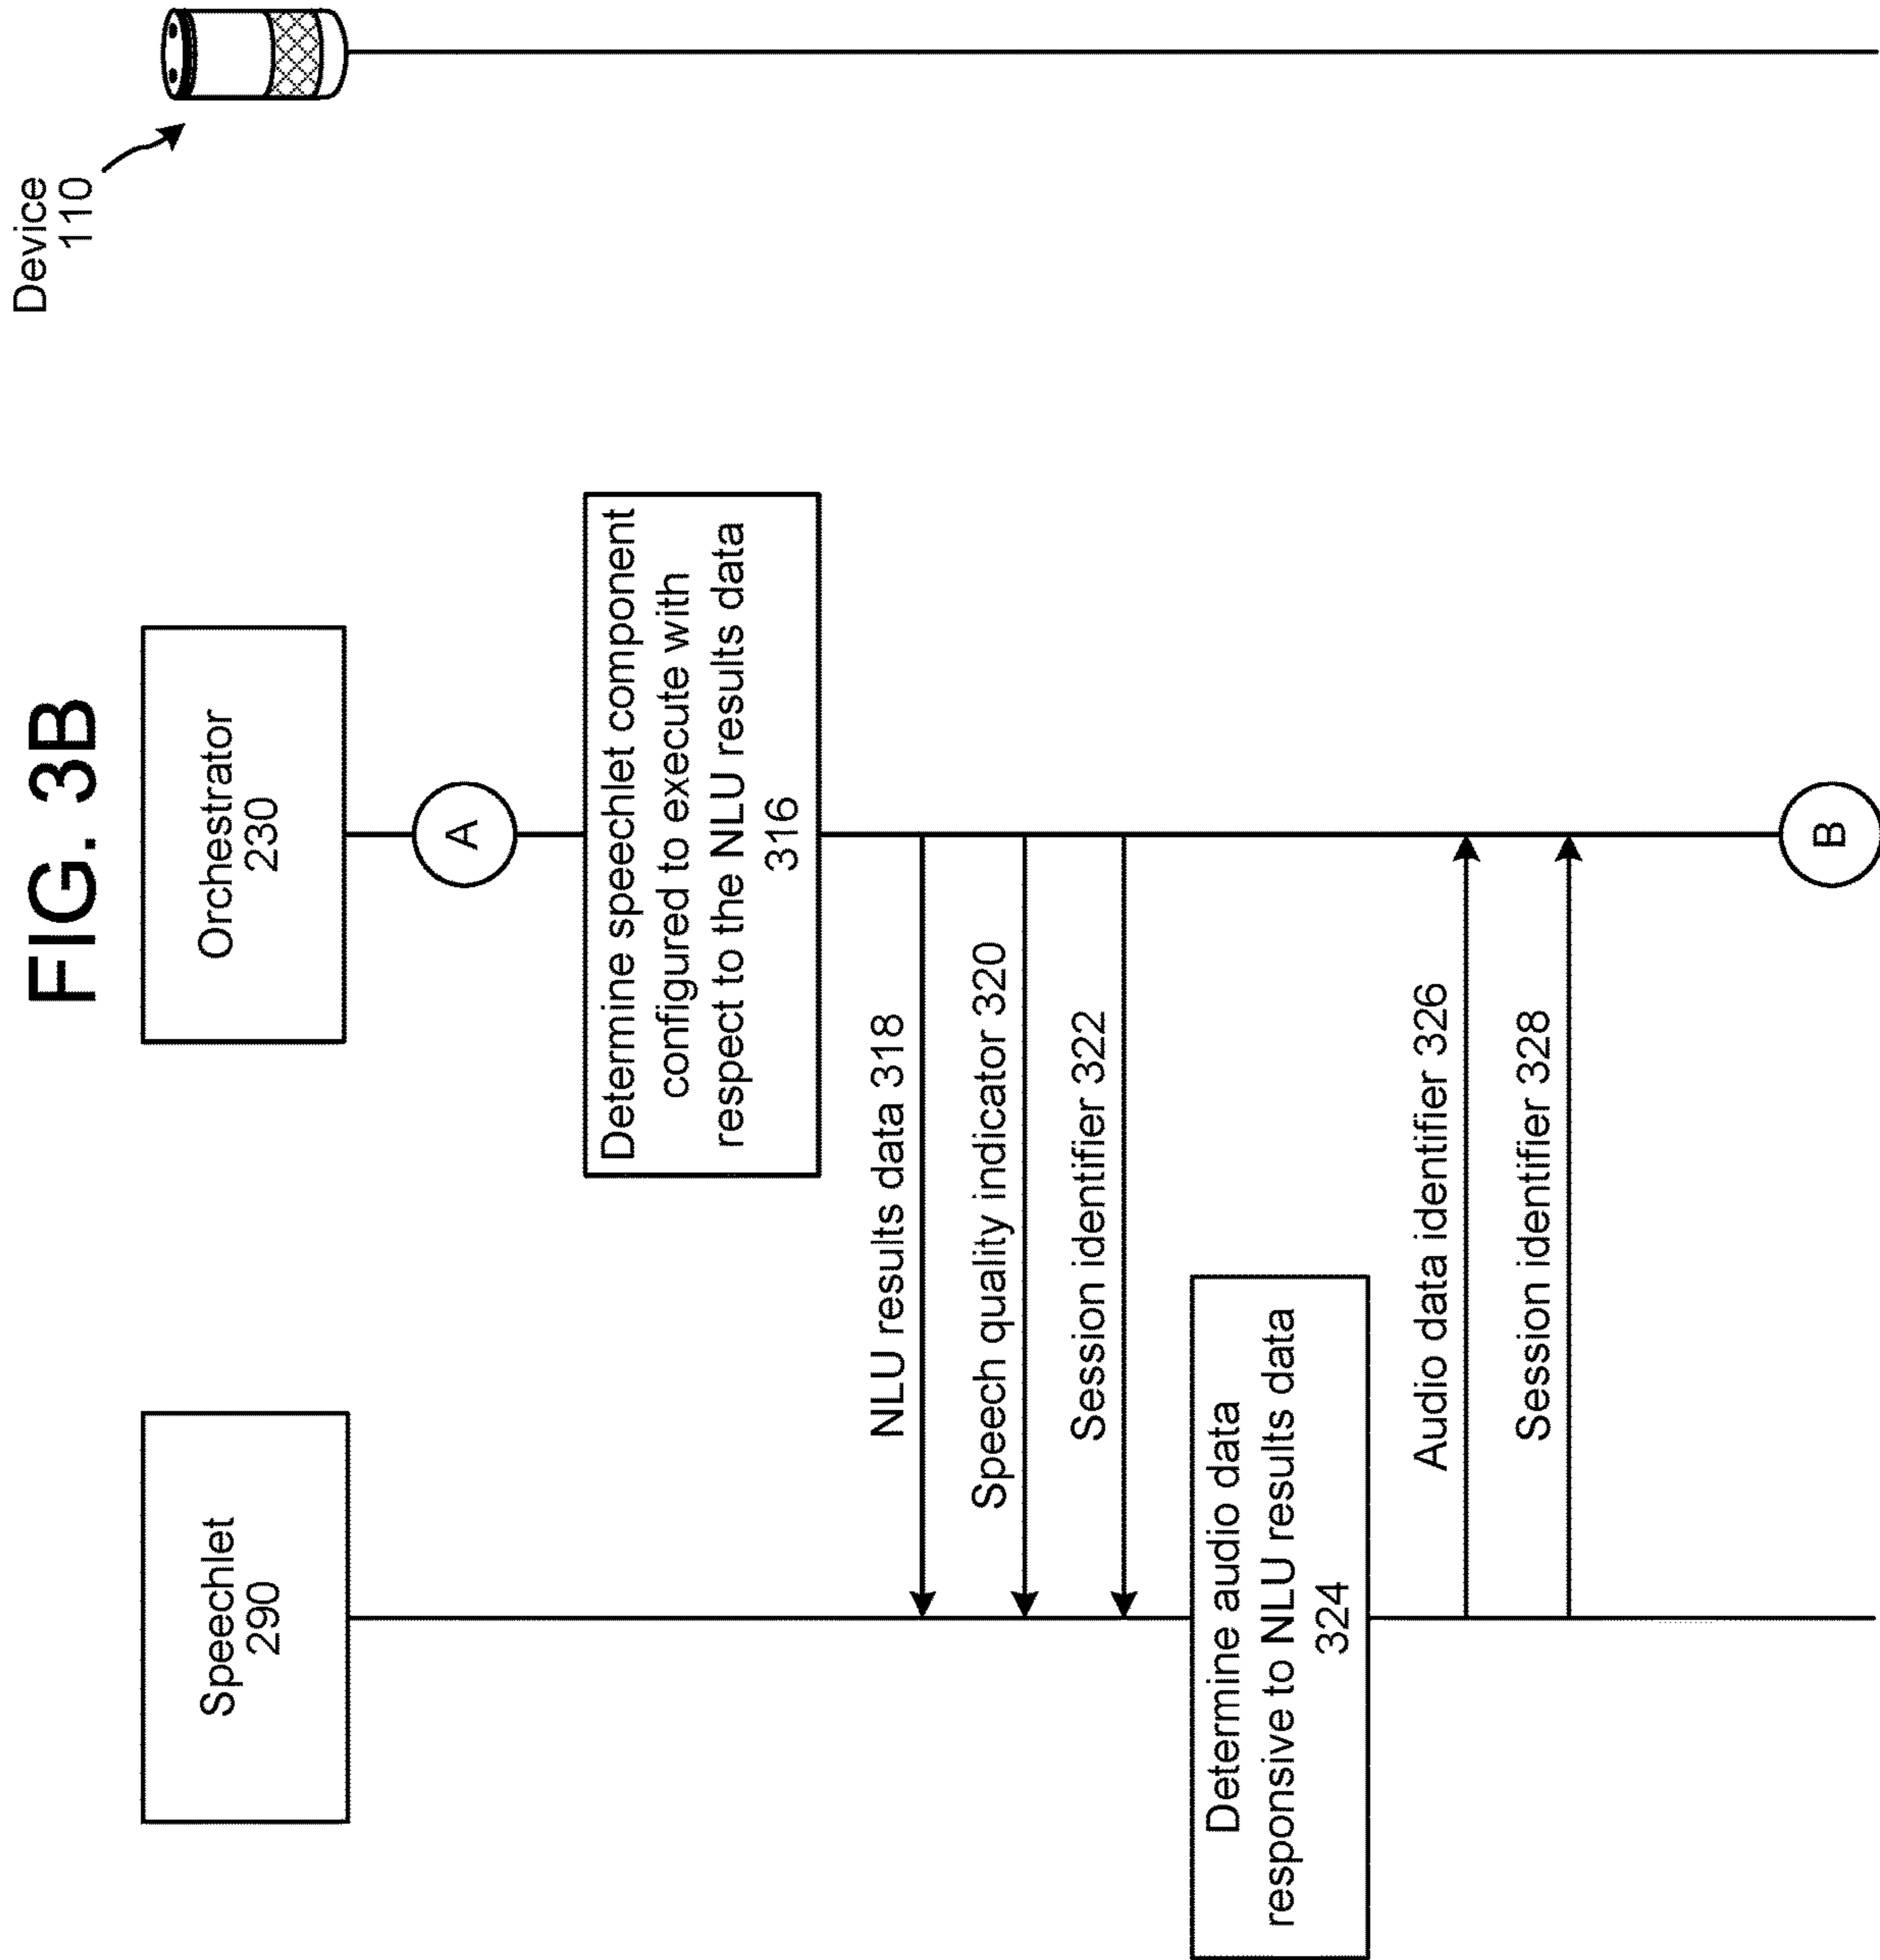 FIG. 3B
Speechlet
290
Orchestrator
230
Device
110
A
Determine speechlet component
configured to execute with
respect to the NLU results data
316
NLU results data 318
Speech quality indicator 320
Session identifier 322
Determine audio data
responsive to NLU results data
324
Audio data identifier 326
Session identifier 328
B